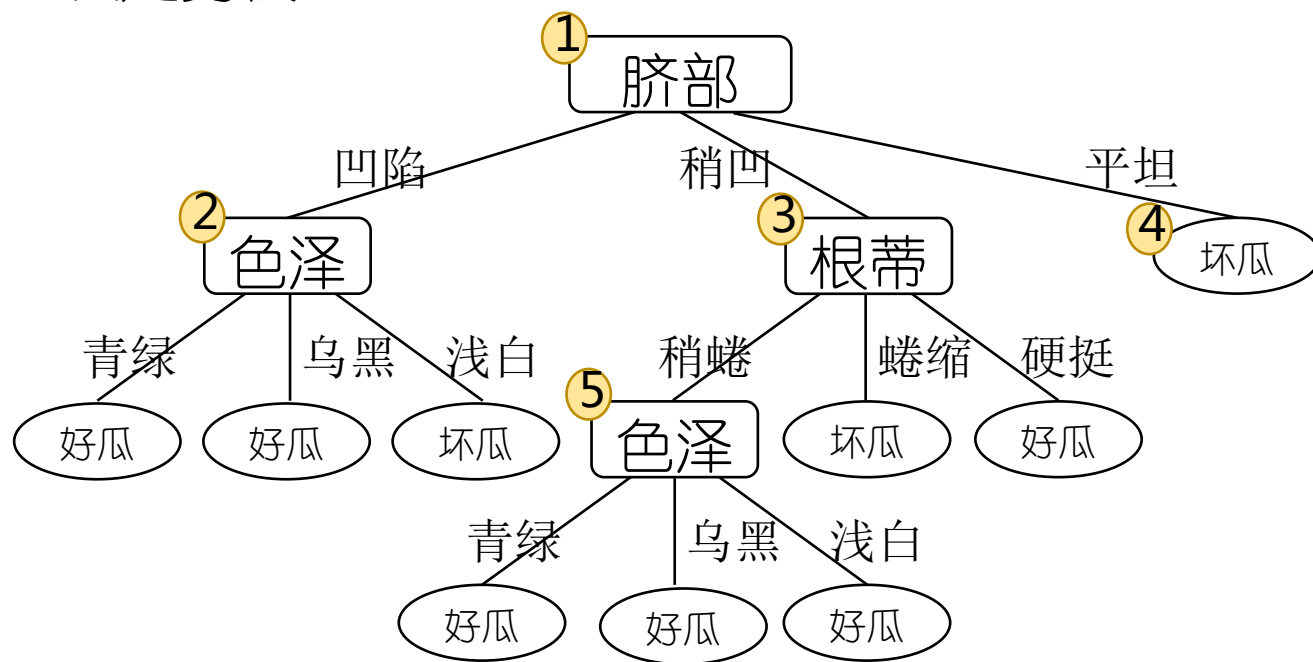 1
脐部
凹陷 稍凹 平坦
2 3 4
色泽 根蒂 坏瓜
青绿 乌黑 浅白 稍蜷 蜷缩 硬挺
5
好瓜 好瓜 坏瓜 色泽 坏瓜 好瓜
青绿 乌黑 浅白
好瓜 好瓜 好瓜